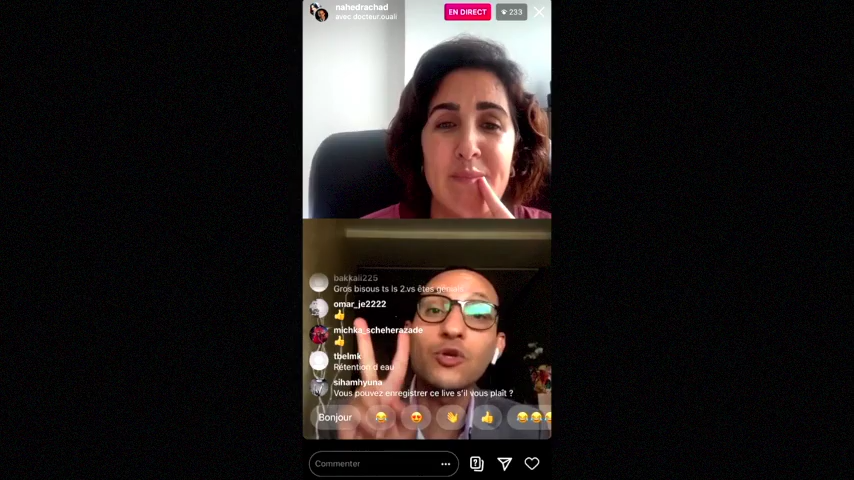 nahedrachad
avec docteur.ouali
EN DIRECT
233
bakkali225
Gros bisous ts ls 2.vs êtes génials
omar_je2222
michka_scheherazade
tbelmk
Rétention d eau
sihamhyuna
Vous pouvez enregistrer ce live s'il vous plaît ?
Bonjour
Commenter